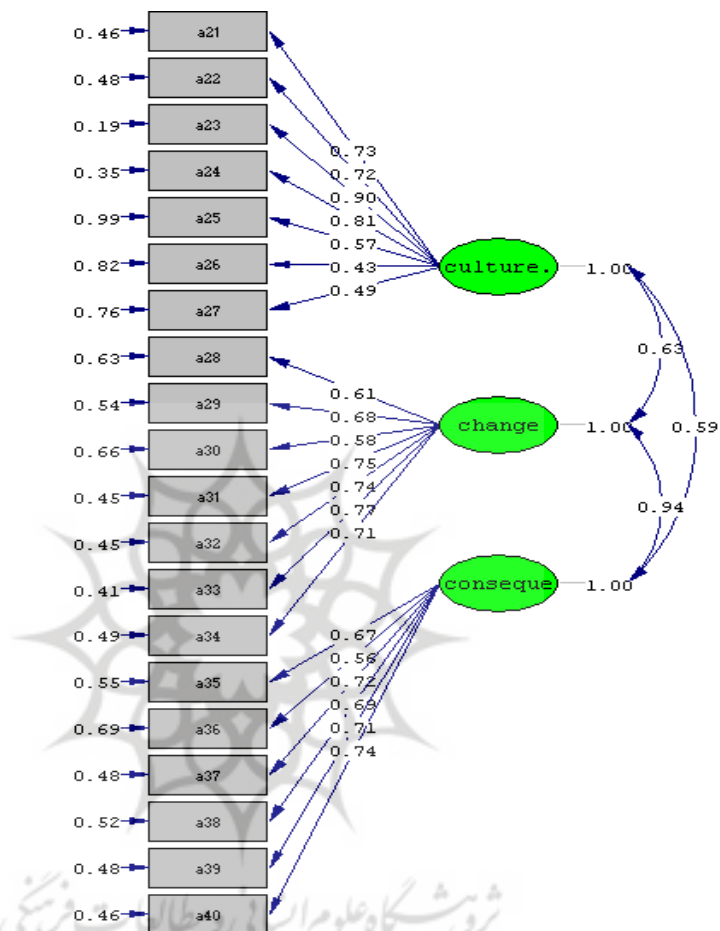 0.46 a21
0.48 a22
0.19 a23
0.35 a24
0.99 a25
0.82 a26
0.76 a27
0.63 a28
0.54 a29
0.66 a30
0.45 a31
0.45 a32
0.41 a33
0.49 a34
0.55 a35
0.69 a36
0.48 a37
0.52 a38
0.48 a39
0.46 a40
0.73
0.72
0.90
0.81
0.57
0.43
0.49
0.61
0.68
0.58
0.75
0.74
0.77
0.71
0.67
0.56
0.72
0.69
0.71
0.74
culture. 1.00
change 1.00
conseque 1.00
0.63
0.59
0.94
پژوهشگاه علوم انسانی و مطالعات فرهنگی